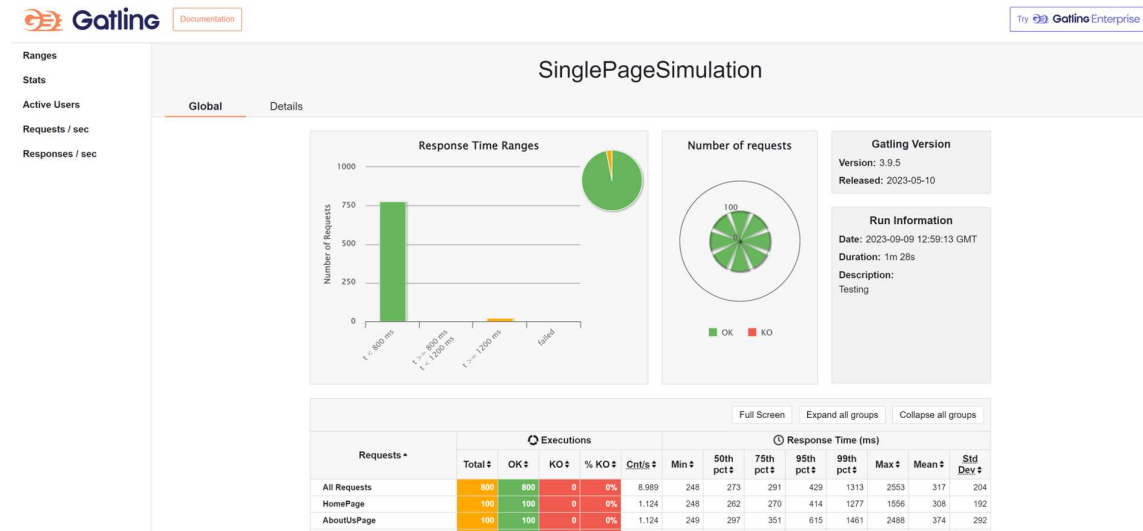 Gatling
Documentation
Try Gatling Enterprise
Ranges
Stats
Active Users
Requests / sec
Responses / sec
SinglePageSimulation
Global Details
Response Time Ranges
1000
750
500
250
0
Number of Requests
t < 800 ms
t >= 800 ms
t < 1200 ms
t >= 1200 ms
failed
Number of requests
100
0
OK KO
Gatling Version
Version: 3.9.5
Released: 2023-05-10
Run Information
Date: 2023-09-09 12:59:13 GMT
Duration: 1m 28s
Description:
Testing
Full Screen Expand all groups Collapse all groups
Requests Executions Response Time (ms)
Total OK KO % KO Cnt/s Min 50th pct 75th pct 95th pct 99th pct Max Mean Std Dev
All Requests 800 800 0 0% 8.989 248 273 291 429 1313 2553 317 204
HomePage 100 100 0 0% 1.124 248 262 270 414 1277 1556 308 192
AboutUsPage 100 100 0 0% 1.124 249 297 351 615 1461 2488 374 292